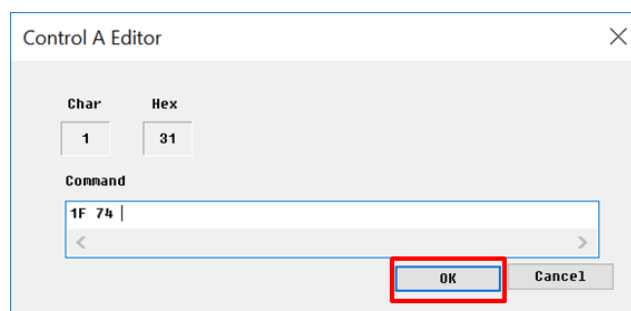 Control A Editor
Char Hex
1 31
Command
1F 74
OK Cancel